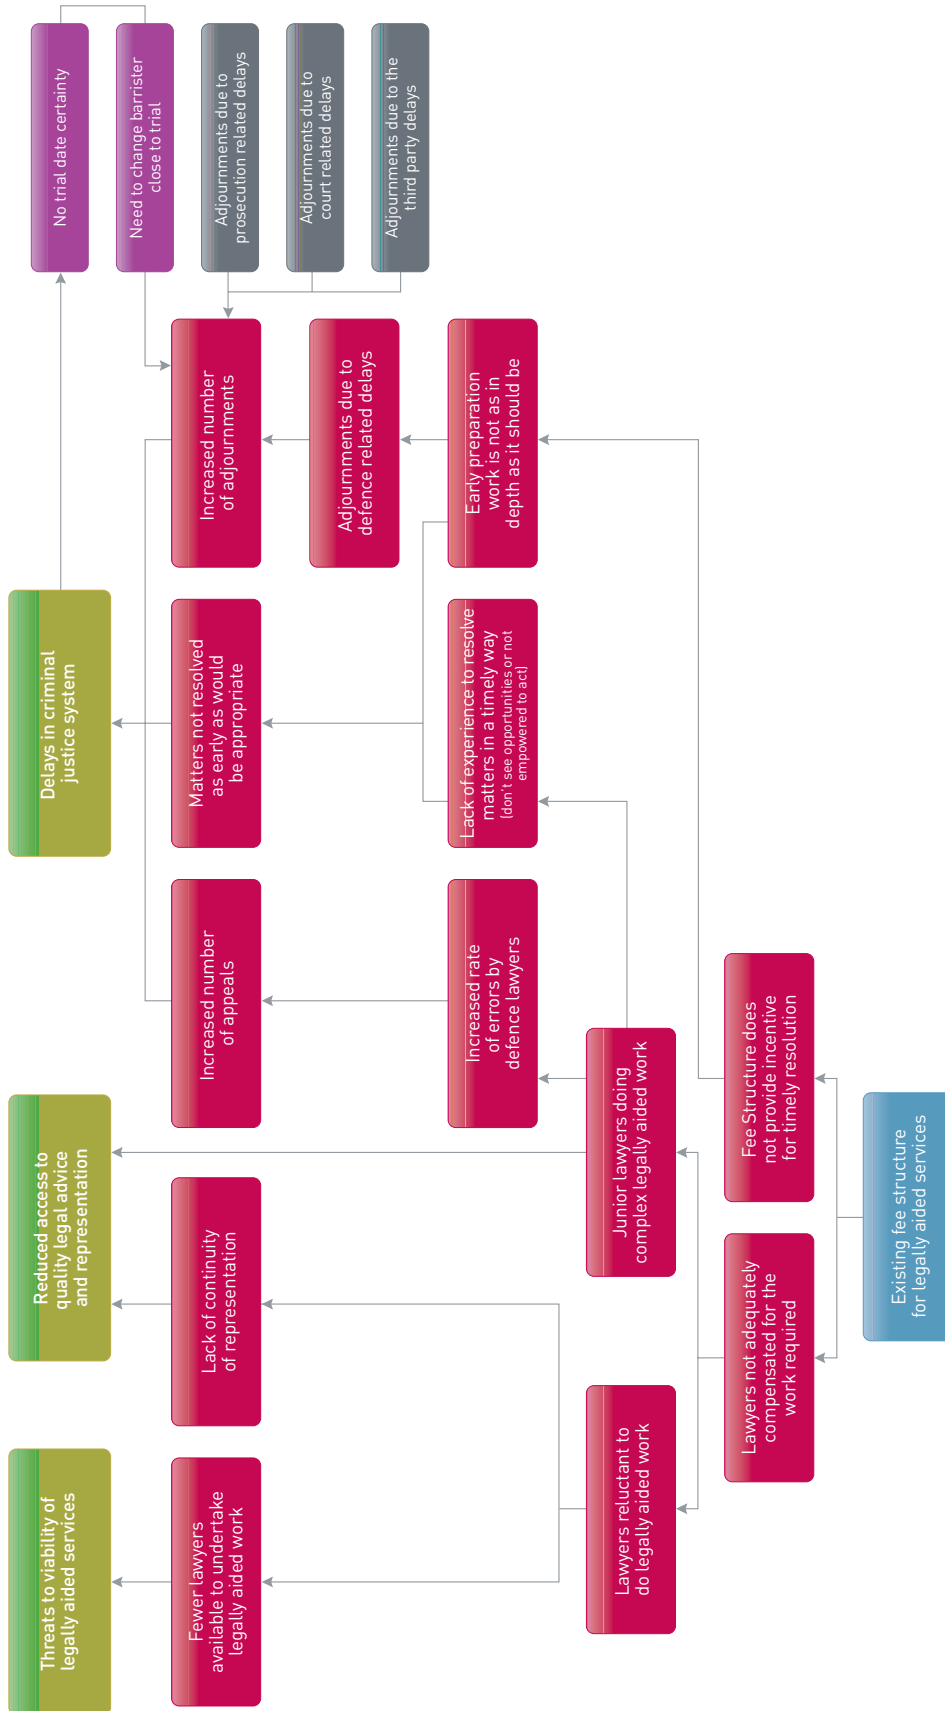 Threats to viability of
legally aided services
Reduced access to
quality legal advice
and representation
Delays in criminal
justice system
No trial date certainty
Need to change barrister
close to trial
Adjournments due to
prosecution related delays
Adjournments due to
court related delays
Adjournments due to the
third party delays
Fewer lawyers
available to undertake
legally aided work
Lack of continuity
of representation
Increased number
of appeals
Matters not resolved
as early as would
be appropriate
Increased number
of adjournments
Adjournments due to
defence related delays
Increased rate
of errors by
defence lawyers
Lack of experience to resolve
matters in a timely way
(don't see opportunities or not
empowered to act)
Early preparation
work is not as in
depth as it should be
Lawyers reluctant to
do legally aided work
Junior lawyers doing
complex legally aided work
Lawyers not adequately
compensated for the
work required
Fee Structure does
not provide incentive
for timely resolution
Existing fee structure
for legally aided services